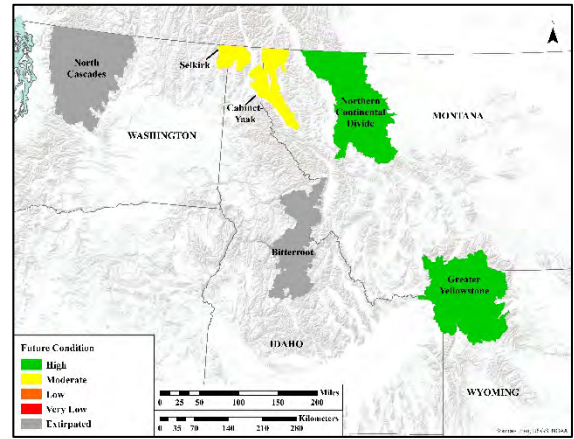 North
Cascades
Selkirk
Cabinet-
Yaak
Northern
Continental
Divide
MONTANA
WASHINGTON
Bitterroot
Greater
Yellowstone
IDAHO
WYOMING
Future Condition
High
Moderate
Low
Very Low
Extirpated
Miles
0 25 50 100 150 200
Kilometers
0 35 70 140 210 280